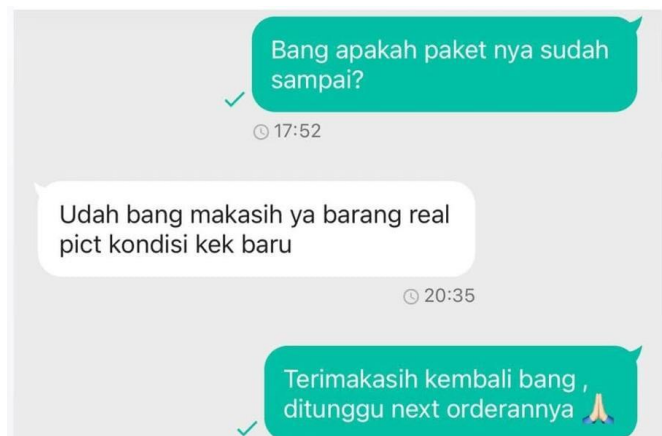 Bang apakah paket nya sudah
sampai?
17:52
Udah bang makasih ya barang real
pict kondisi kek baru
20:35
Terimakasih kembali bang ,
ditunggu next orderannya 🙏🏻